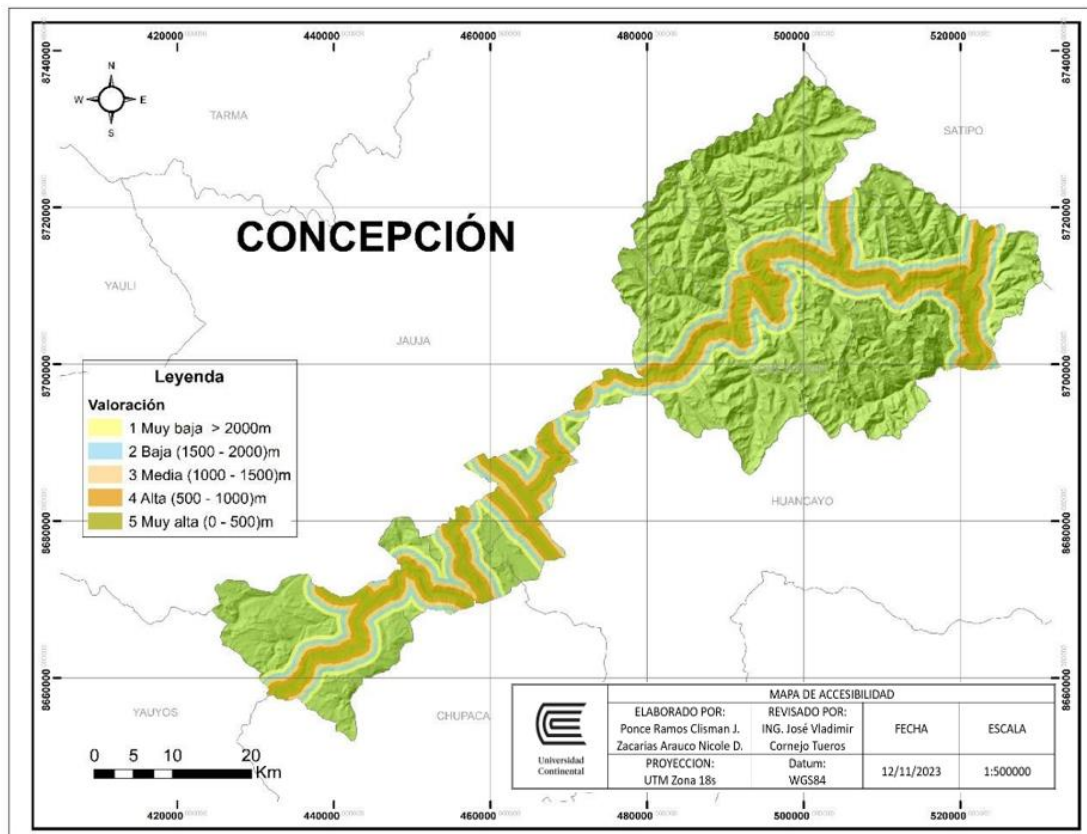 420000
440000
460000
480000
500000
520000
8740000
8740000
N
W E
S
TARMA
SATIPO
8720000
8720000
CONCEPCIÓN
YAULI
JAUJA
8700000
8700000
Leyenda
Valoración
1 Muy baja > 2000m
2 Baja (1500 - 2000)m
3 Media (1000 - 1500)m
4 Alta (500 - 1000)m
5 Muy alta (0 - 500)m
HUANCAYO
8680000
8680000
8660000
8660000
YAUYOS
CHUPACA
0 5 10 20
Km
Universidad
Continental
MAPA DE ACCESIBILIDAD
ELABORADO POR:
Ponce Ramos Clisman J.
Zacarias Arauco Nicole D.
REVISADO POR:
ING. José Vladimir
Cornejo Tueros
FECHA
ESCALA
PROYECCION:
UTM Zona 18s
Datum:
WGS84
12/11/2023
1:500000
420000
440000
460000
480000
500000
520000